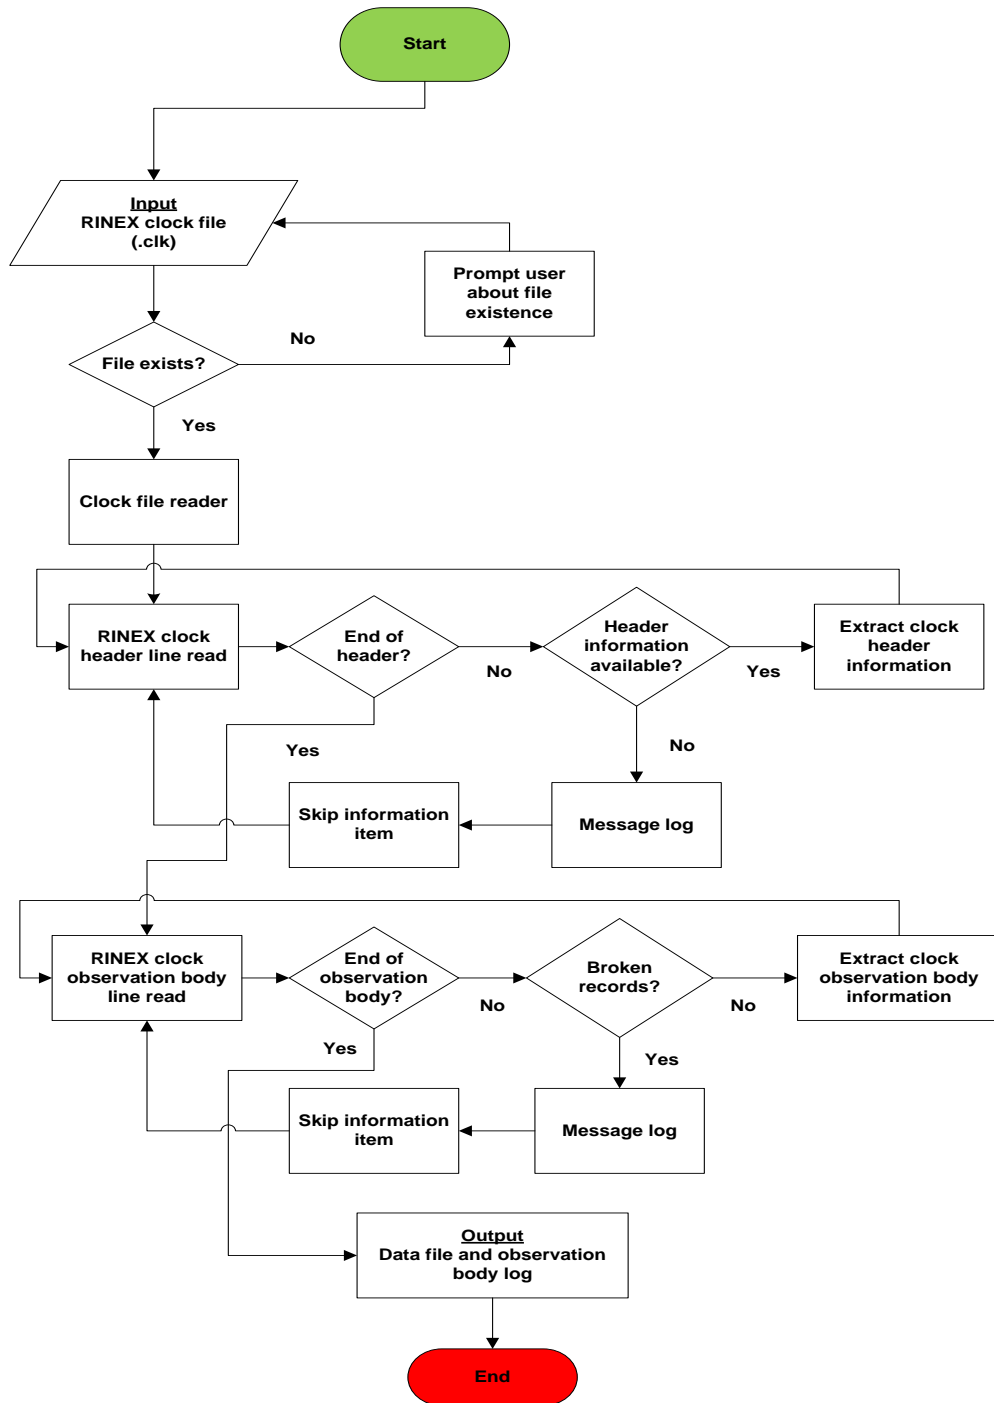 Start
Input
RINEX clock file
(.clk)
Prompt user
about file
existence
No
File exists?
Yes
Clock file reader
RINEX clock
header line read
End of
header?
No
Header
information
available?
Yes
Extract clock
header
information
Yes
No
Skip information
item
Message log
RINEX clock
observation body
line read
End of
observation
body?
No
Broken
records?
No
Extract clock
observation body
information
Yes
Yes
Skip information
item
Message log
Output
Data file and observation
body log
End